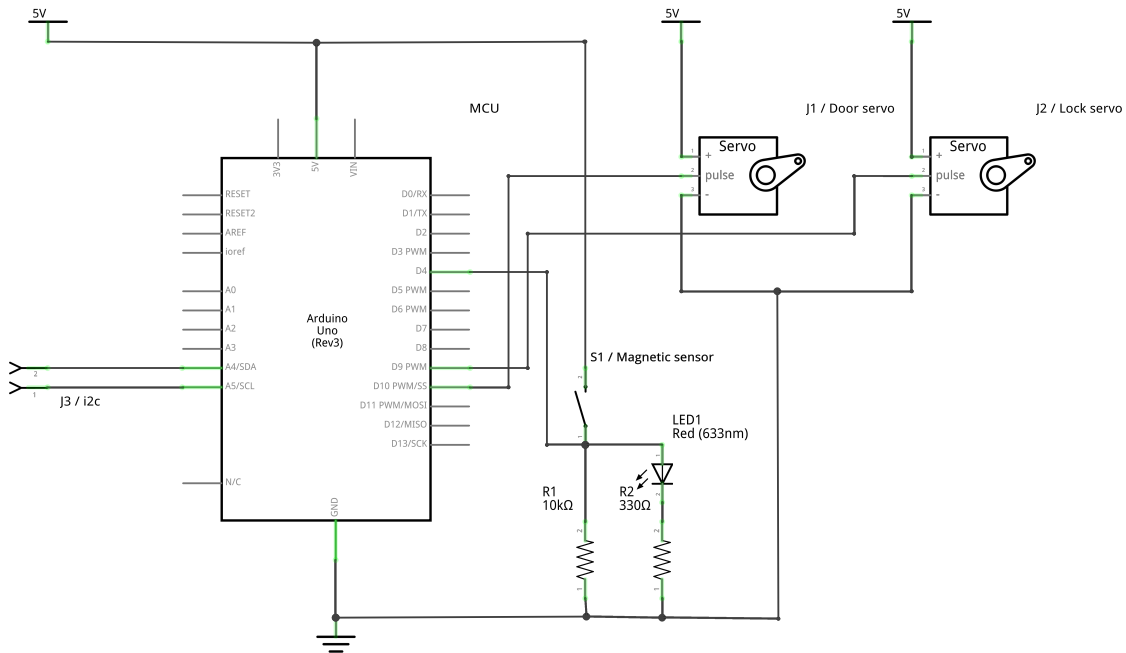 5V
5V
5V
MCU
J1 / Door servo
J2 / Lock servo
Servo
1
+
2
pulse
3
-
Servo
1
+
2
pulse
3
-
3V3
5V
VIN
RESET
RESET2
AREF
ioref
A0
A1
A2
A3
A4/SDA
A5/SCL
N/C
D0/RX
D1/TX
D2
D3 PWM
D4
D5 PWM
D6 PWM
D7
D8
D9 PWM
D10 PWM/SS
D11 PWM/MOSI
D12/MISO
D13/SCK
Arduino
Uno
(Rev3)
GND
2
1
J3 / i2c
S1 / Magnetic sensor
2
1
LED1
Red (633nm)
1
2
R1
10kΩ
2
1
R2
330Ω
2
1